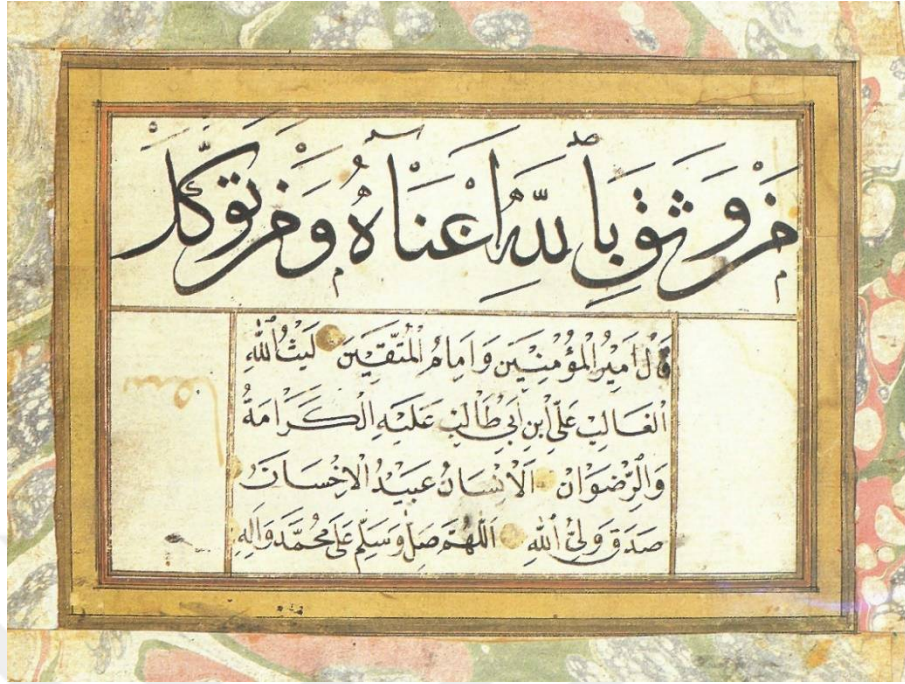 مَنْ وَثِقَ بِاللّٰهِ اَغْنَاهُ وَمَنْ تَوَكَّلَ
قَالَ اَمِيرُ الْمُؤْمِنِينَ وَاِمَامُ الْمُتَّقِينَ لَيْثُ اللّٰهِ
الْغَالِبِ عَلِيِّ ابْنِ اَبِي طَالِبٍ عَلَيْهِ الْكَرَامَةُ
وَالرِّضْوَانُ اَلْاِنْسَانُ عَبِيدُ الْاِحْسَانِ
صَدَقَ وَلِيُّ اللّٰهِ اَللّٰهُمَّ صَلِّ وَسَلِّمْ عَلَى مُحَمَّدٍ وَاٰلِهِ